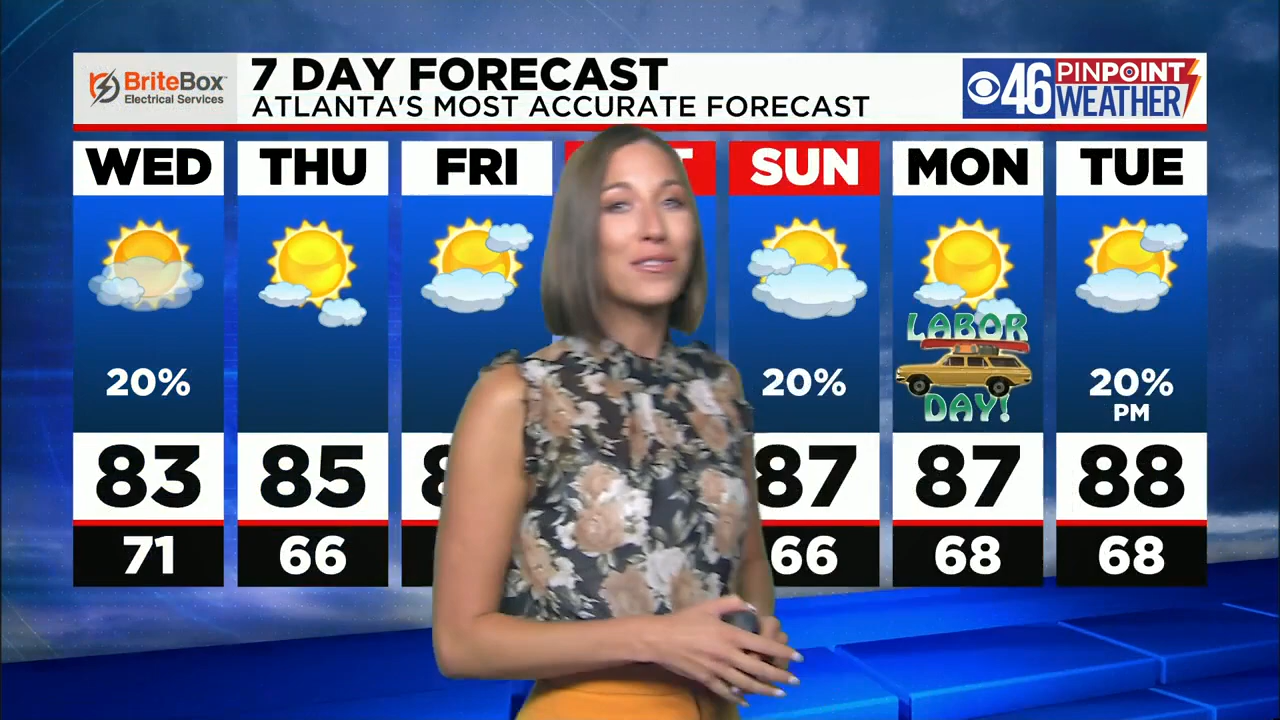 BriteBox
Electrical Services
7 DAY FORECAST
ATLANTA'S MOST ACCURATE FORECAST
46 PINPOINT
WEATHER
WED THU FRI SUN MON TUE
LABOR
DAY!
20% 20% 20%
PM
83 85 87 87 88
71 66 66 68 68